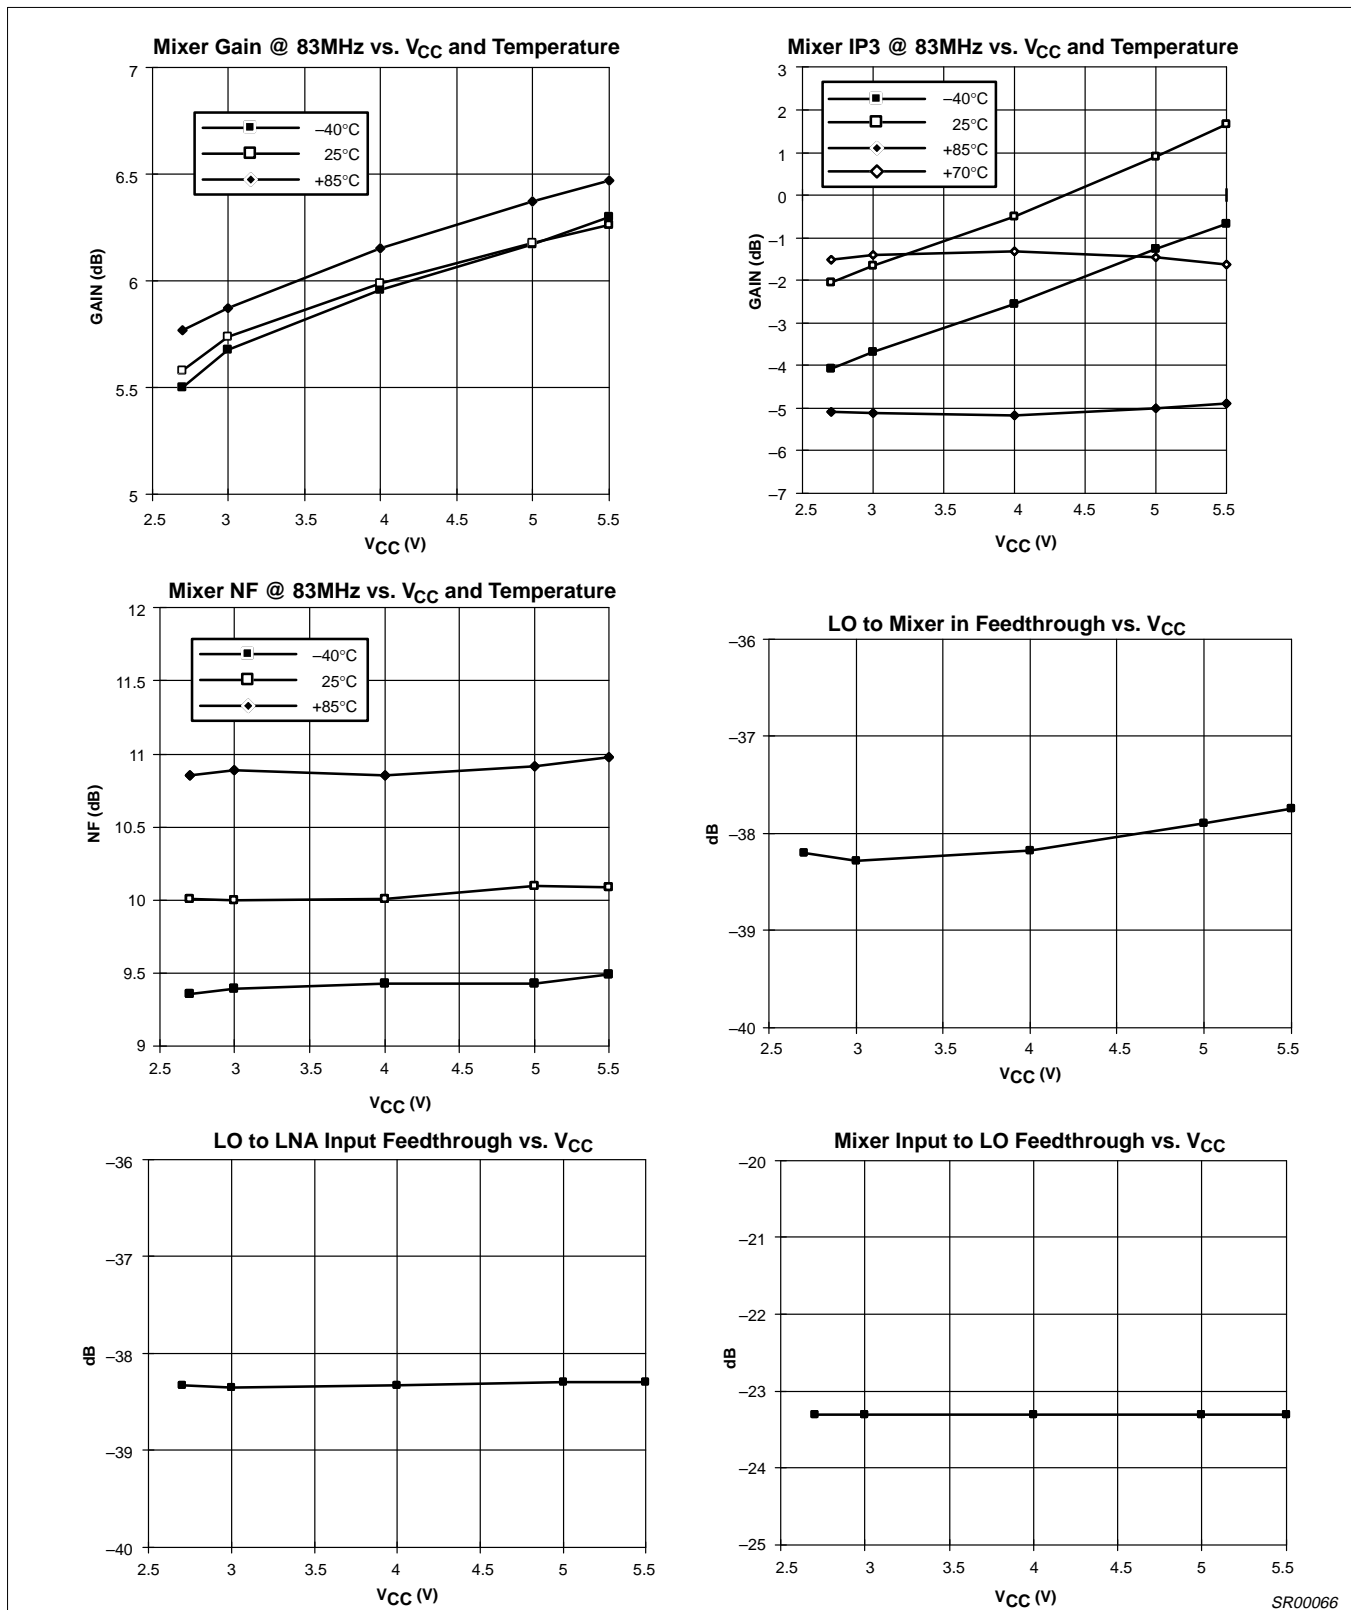 Mixer Gain @ 83MHz vs. VCC and Temperature
7
6.5
6
5.5
5
GAIN (dB)
–40°C
25°C
+85°C
2.5 3 3.5 4 4.5 5 5.5
VCC (V)
Mixer IP3 @ 83MHz vs. VCC and Temperature
3
2
1
0
–1
–2
–3
–4
–5
–6
–7
GAIN (dB)
–40°C
25°C
+85°C
+70°C
2.5 3 3.5 4 4.5 5 5.5
VCC (V)
Mixer NF @ 83MHz vs. VCC and Temperature
12
11.5
11
10.5
10
9.5
9
NF (dB)
–40°C
25°C
+85°C
2.5 3 3.5 4 4.5 5 5.5
VCC (V)
LO to Mixer in Feedthrough vs. VCC
–36
–37
–38
–39
–40
dB
2.5 3 3.5 4 4.5 5 5.5
VCC (V)
LO to LNA Input Feedthrough vs. VCC
–36
–37
–38
–39
–40
dB
2.5 3 3.5 4 4.5 5 5.5
VCC (V)
Mixer Input to LO Feedthrough vs. VCC
–20
–21
–22
–23
–24
–25
dB
2.5 3 3.5 4 4.5 5 5.5
VCC (V)
SR00066